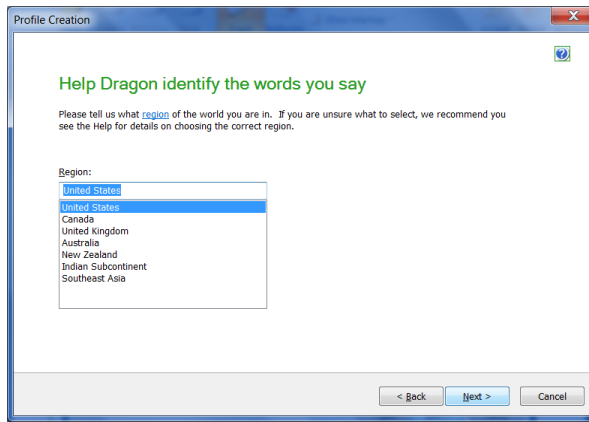 Profile Creation
Help Dragon identify the words you say
Please tell us what region of the world you are in. If you are unsure what to select, we recommend you
see the Help for details on choosing the correct region.
Region:
United States
United States
Canada
United Kingdom
Australia
New Zealand
Indian Subcontinent
Southeast Asia
< Back
Next >
Cancel